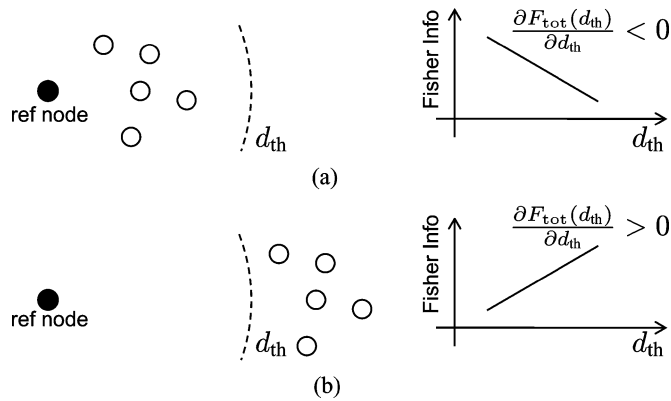 ref node
d_th
Fisher Info
∂F_tot(d_th)/∂d_th < 0
d_th
(a)
ref node
d_th
Fisher Info
∂F_tot(d_th)/∂d_th > 0
d_th
(b)